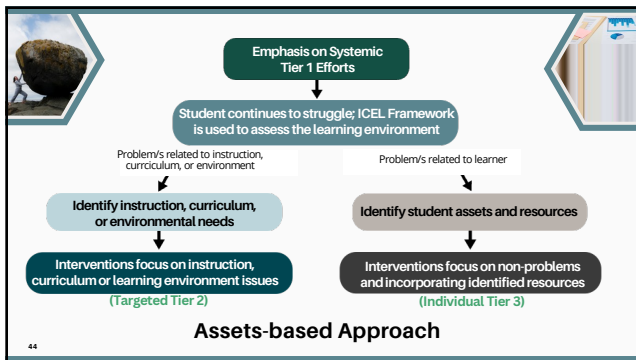 Emphasis on Systemic
Tier 1 Efforts
Student continues to struggle; ICEL Framework
is used to assess the learning environment
Problem/s related to instruction,
currciculum, or environment
Problem/s related to learner
Identify instruction, curriculum,
or environmental needs
Identify student assets and resources
Interventions focus on instruction,
curriculum or learning environment issues
(Targeted Tier 2)
Interventions focus on non-problems
and incorporating identified resources
(Individual Tier 3)
Assets-based Approach
44